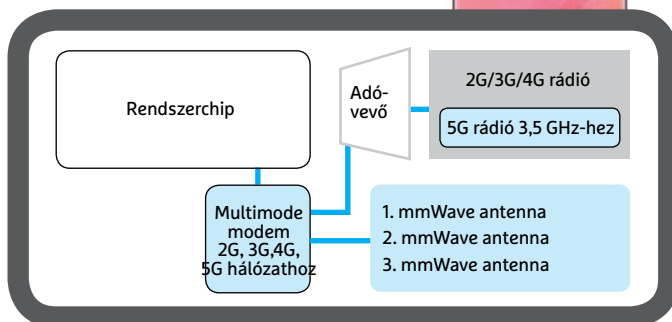 Rendszerchip
Adó-
vevő
2G/3G/4G rádió
5G rádió 3,5 GHz-hez
Multimode
modem
2G, 3G,4G,
5G hálózathoz
1. mmWave antenna
2. mmWave antenna
3. mmWave antenna